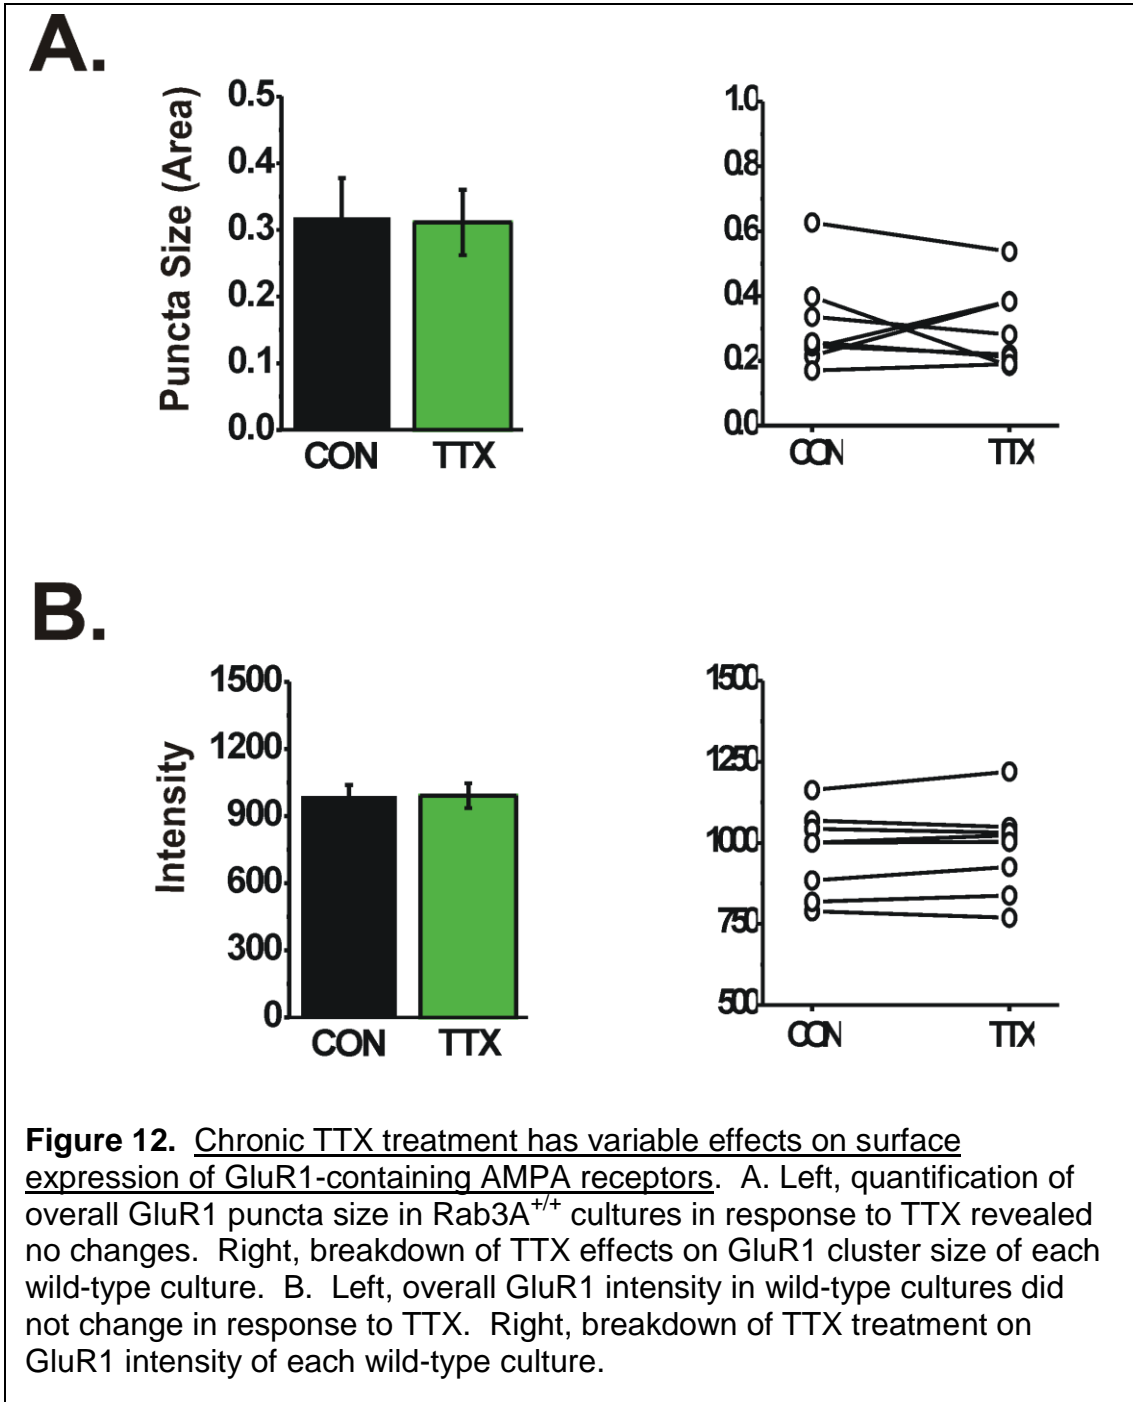 A.
Puncta Size (Area)
0.5
0.4
0.3
0.2
0.1
0.0
CON TTX
1.0
0.8
0.6
0.4
0.2
0.0
CON TTX
B.
Intensity
1500
1200
900
600
300
0
CON TTX
1500
1250
1000
750
500
CON TTX
Figure 12. Chronic TTX treatment has variable effects on surface
expression of GluR1-containing AMPA receptors. A. Left, quantification of
overall GluR1 puncta size in Rab3A+/+ cultures in response to TTX revealed
no changes. Right, breakdown of TTX effects on GluR1 cluster size of each
wild-type culture. B. Left, overall GluR1 intensity in wild-type cultures did
not change in response to TTX. Right, breakdown of TTX treatment on
GluR1 intensity of each wild-type culture.